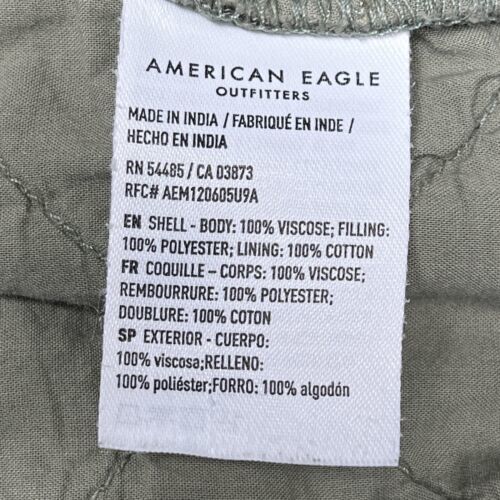 AMERICAN EAGLE
OUTFITTERS
MADE IN INDIA / FABRIQUÉ EN INDE /
HECHO EN INDIA
RN 54485 / CA 03873
RFC# AEM120605U9A
EN SHELL - BODY: 100% VISCOSE; FILLING:
100% POLYESTER; LINING: 100% COTTON
FR COQUILLE – CORPS: 100% VISCOSE;
REMBOURRURE: 100% POLYESTER;
DOUBLURE: 100% COTON
SP EXTERIOR - CUERPO:
100% viscosa;RELLENO:
100% poliéster;FORRO: 100% algodón